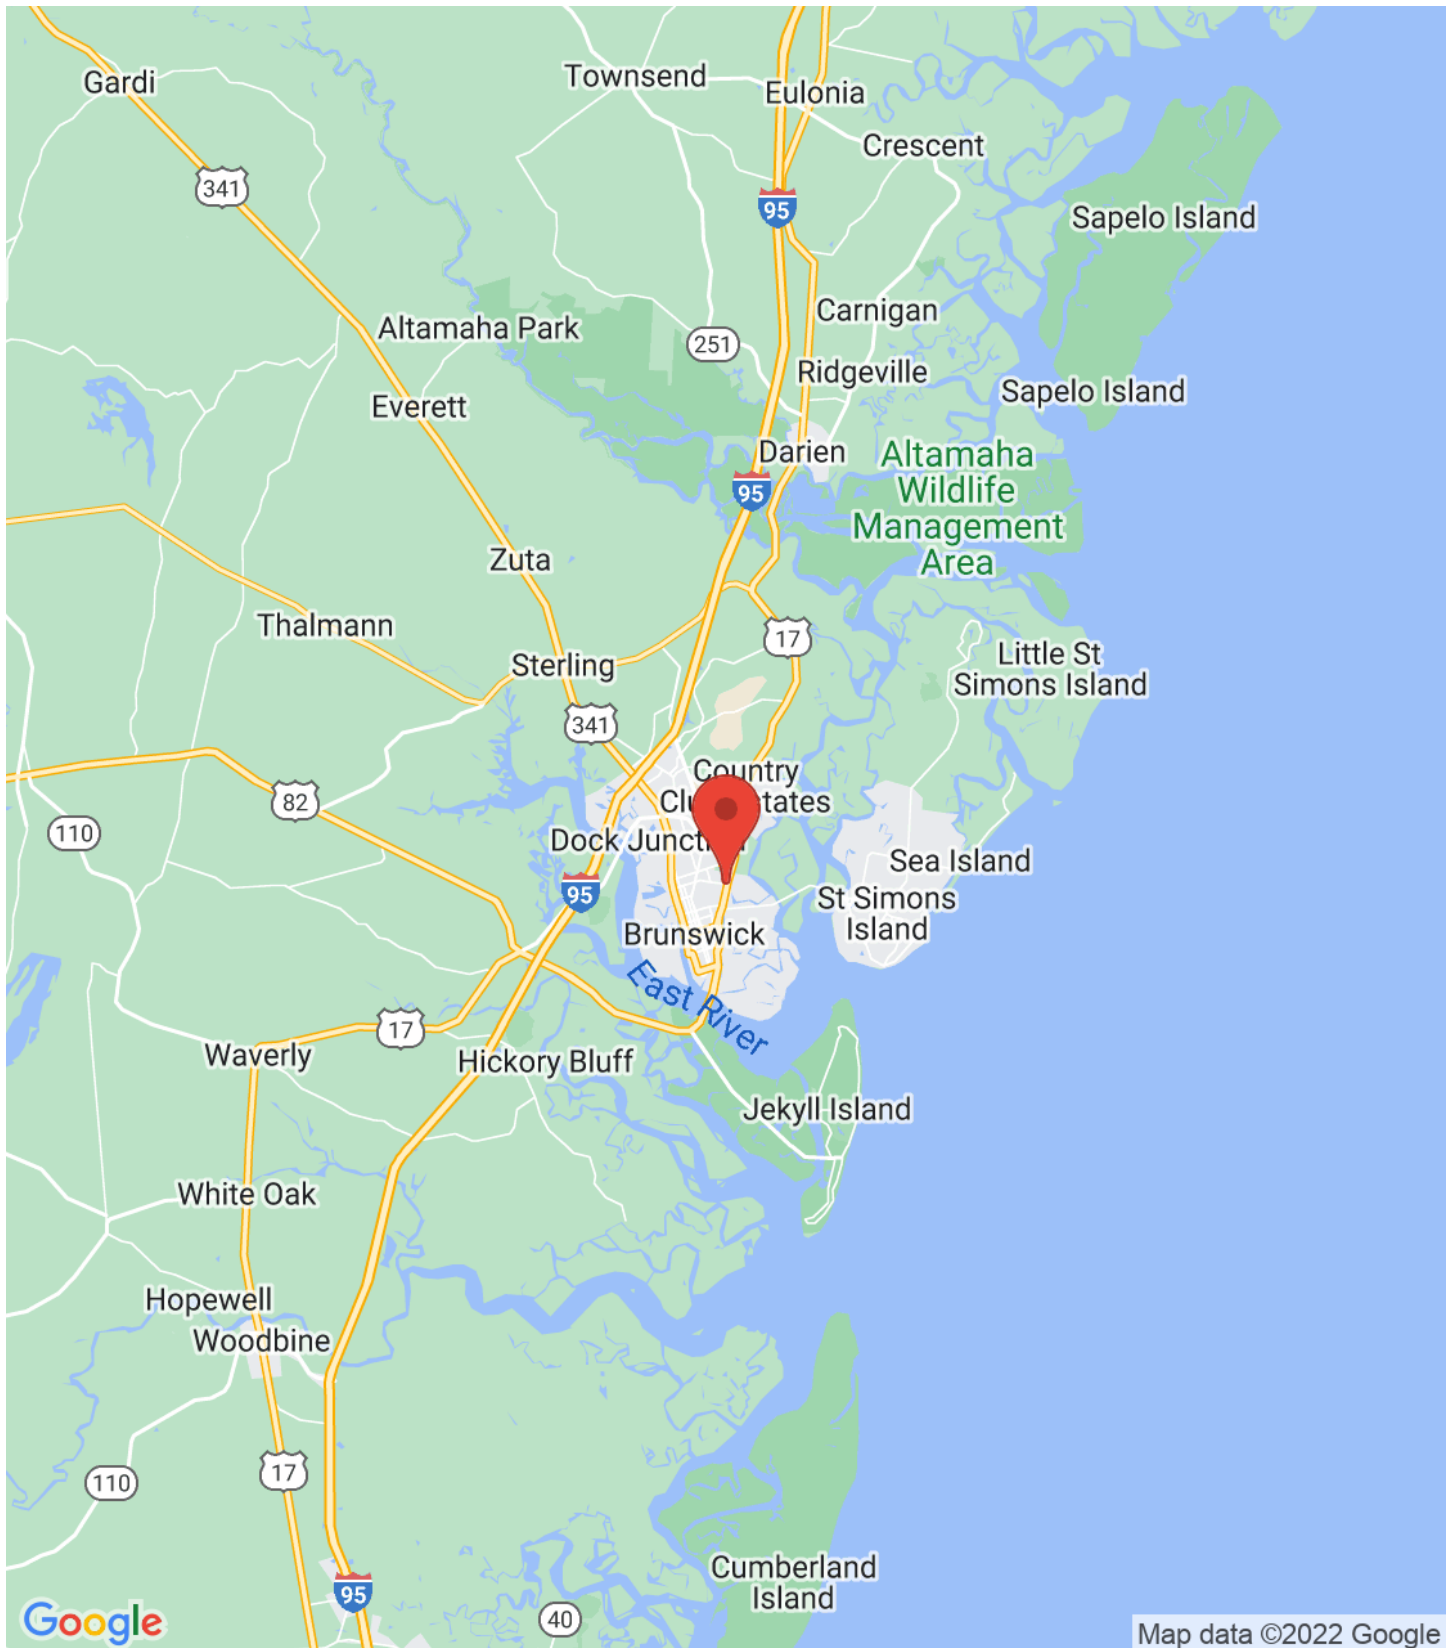 Gardi
Townsend
Eulonia
Crescent
341
95
Sapelo Island
Carnigan
Altamaha Park
251
Ridgeville
Sapelo Island
Everett
Darien
Altamaha
Wildlife
Management
Area
95
Zuta
Thalmann
17
Sterling
Little St
Simons Island
341
Country
82
110
Dock
Sea Island
95
St Simons
Island
Brunswick
East River
17
Waverly
Hickory Bluff
Jekyll Island
White Oak
Hopewell
Woodbine
17
110
Cumberland
Island
95
40
Google
Map data ©2022 Google